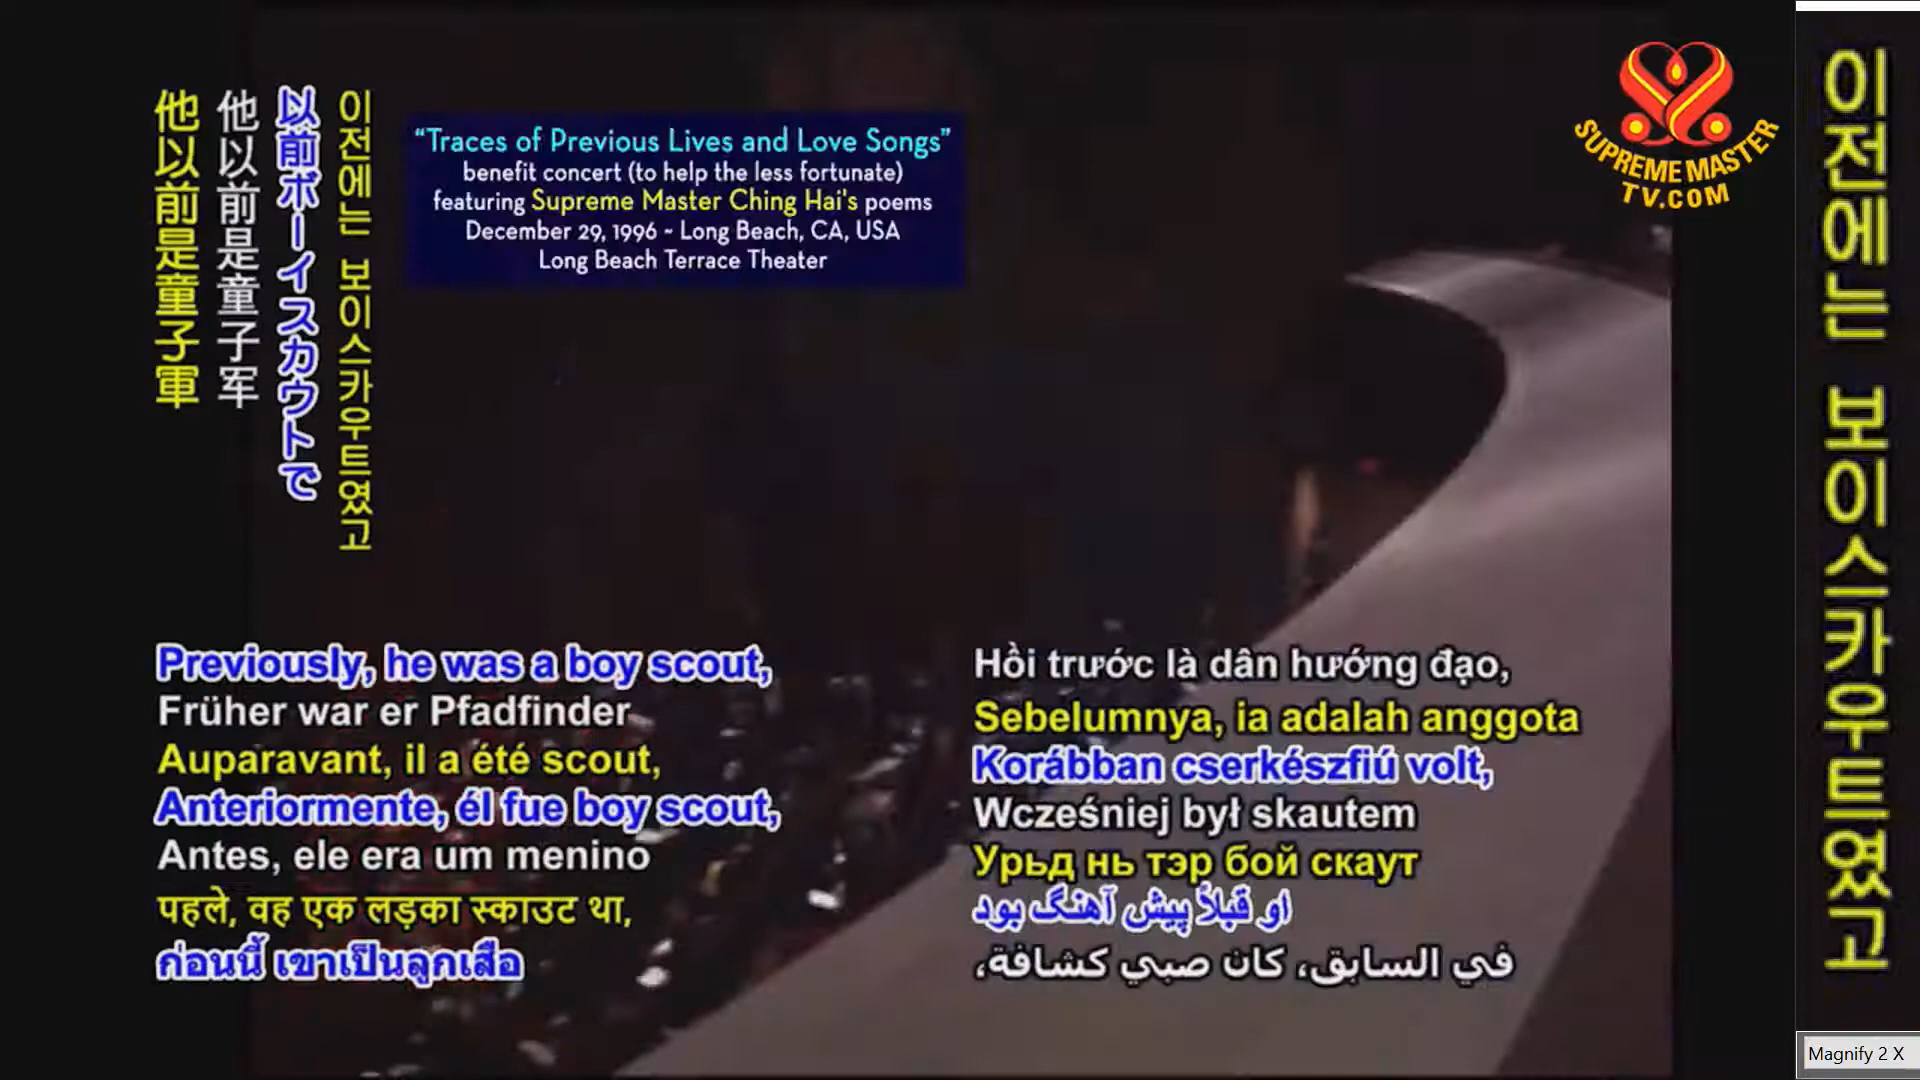 他以前是童子軍
他以前是童子军
以前ボーイスカウトで
이전에는 보이스카우트였고
“Traces of Previous Lives and Love Songs”
benefit concert (to help the less fortunate)
featuring Supreme Master Ching Hai's poems
December 29, 1996 ~ Long Beach, CA, USA
Long Beach Terrace Theater
SUPREME MASTER
TV.COM
이전에는 보이스카우트였고
Previously, he was a boy scout,
Früher war er Pfadfinder
Auparavant, il a été scout,
Anteriormente, él fue boy scout,
Antes, ele era um menino
पहले, वह एक लड़का स्काउट था,
ก่อนนี้ เขาเป็นลูกเสือ
Hồi trước là dân hướng đạo,
Sebelumnya, ia adalah anggota
Korábban cserkészfiú volt,
Wcześniej był skautem
Урьд нь тэр бой скаут
او قبلاً پیش آهنگ بود
في السابق، كان صبي كشافة،
Magnify 2 X